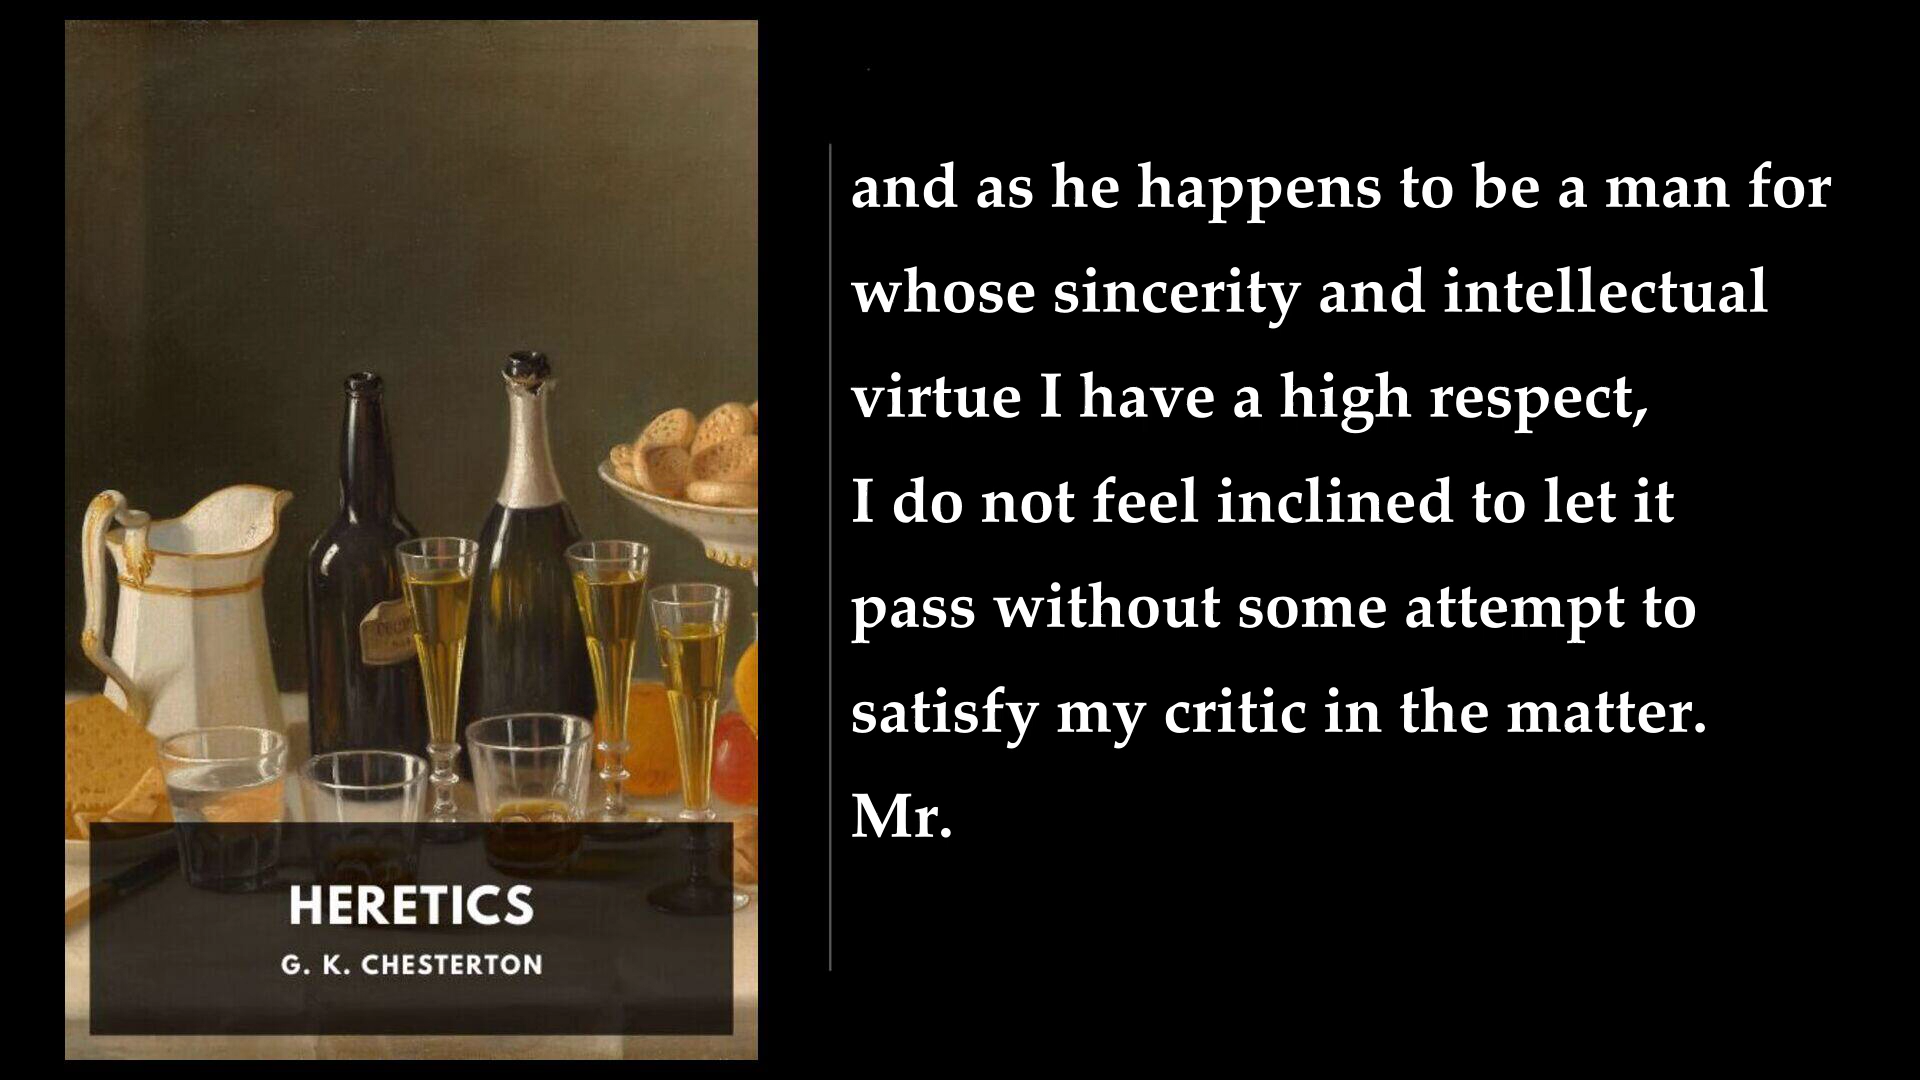 HERETICS
G. K. CHESTERTON
and as he happens to be a man for
whose sincerity and intellectual
virtue I have a high respect,
I do not feel inclined to let it
pass without some attempt to
satisfy my critic in the matter.
Mr.